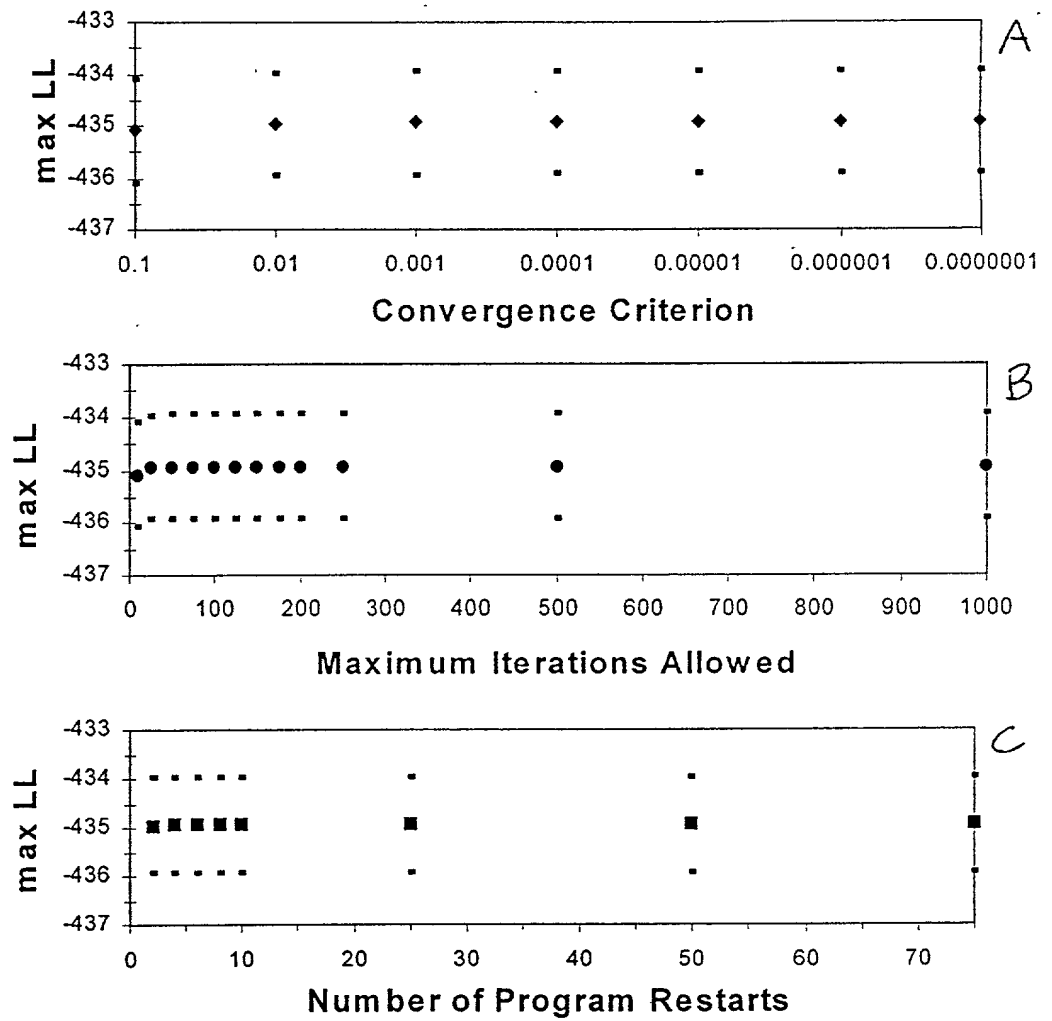 A
max LL
-433
-434
-435
-436
-437
0.1 0.01 0.001 0.0001 0.00001 0.000001 0.0000001
Convergence Criterion
B
max LL
-433
-434
-435
-436
-437
0 100 200 300 400 500 600 700 800 900 1000
Maximum Iterations Allowed
C
max LL
-433
-434
-435
-436
-437
0 10 20 30 40 50 60 70
Number of Program Restarts